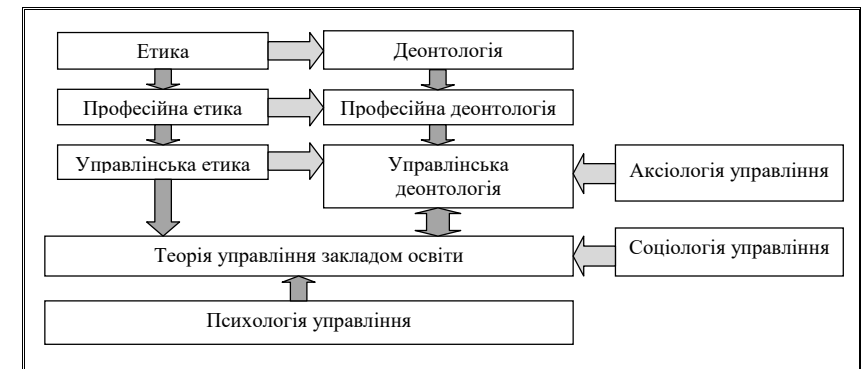 Етика
Деонтологія
Професійна етика
Професійна деонтологія
Управлінська етика
Управлінська
деонтологія
Аксіологія управління
Теорія управління закладом освіти
Соціологія управління
Психологія управління